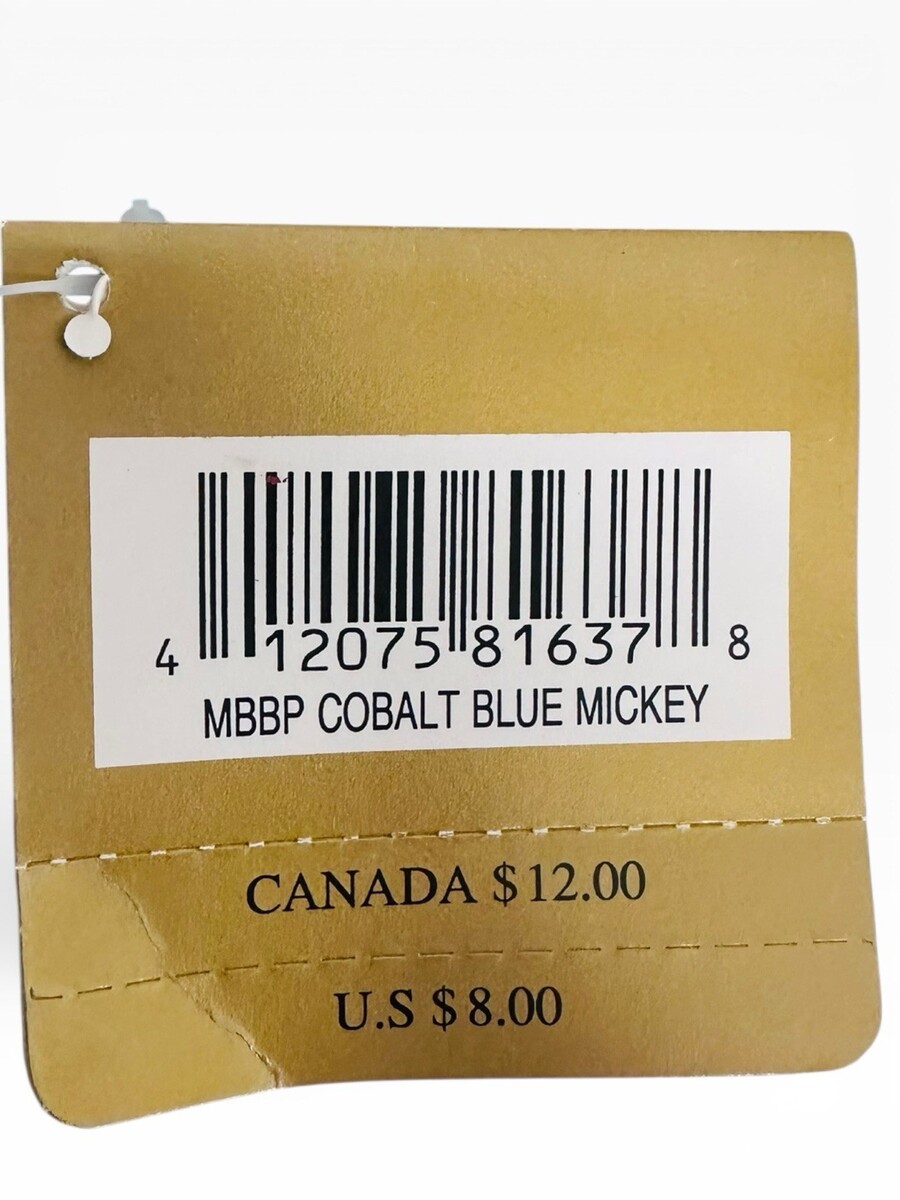 4 12075 81637 8
MBBP COBALT BLUE MICKEY
CANADA $12.00
U.S $8.00